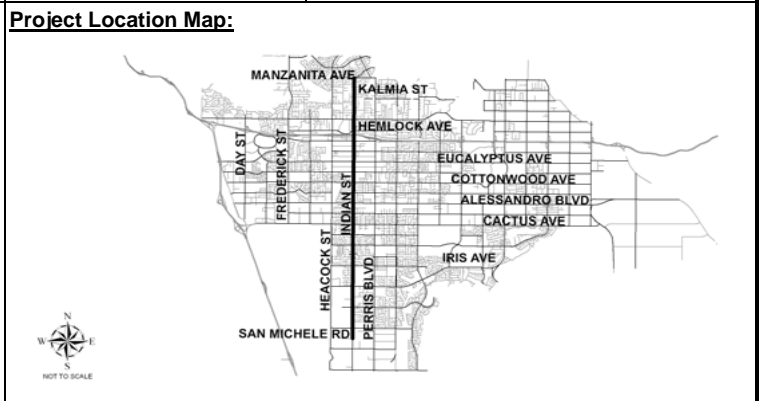 Project Location Map:
MANZANITA AVE
KALMIA ST
HEMLOCK AVE
DAY ST
FREDERICK ST
EUCALYPTUS AVE
COTTONWOOD AVE
INDIAN ST
ALESSANDRO BLVD
CACTUS AVE
HEACOCK ST
IRIS AVE
PERRIS BLVD
SAN MICHELE RD
N
W E
S
NOT TO SCALE